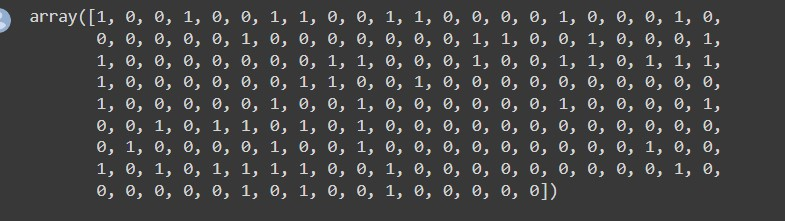 array([1, 0, 0, 1, 0, 0, 1, 1, 0, 0, 1, 1, 0, 0, 0, 0, 1, 0, 0, 0, 1, 0,
0, 0, 0, 0, 0, 1, 0, 0, 0, 0, 0, 0, 0, 1, 1, 0, 0, 1, 0, 0, 0, 1,
1, 0, 0, 0, 0, 0, 0, 0, 1, 1, 0, 0, 0, 1, 0, 0, 1, 1, 0, 1, 1, 1,
1, 0, 0, 0, 0, 0, 0, 1, 1, 0, 0, 1, 0, 0, 0, 0, 0, 0, 0, 0, 0, 0,
1, 0, 0, 0, 0, 0, 1, 0, 0, 1, 0, 0, 0, 0, 0, 0, 1, 0, 0, 0, 0, 1,
0, 0, 1, 0, 1, 1, 0, 1, 0, 1, 0, 0, 0, 0, 0, 0, 0, 0, 0, 0, 0, 0,
0, 1, 0, 0, 0, 0, 1, 0, 0, 1, 0, 0, 0, 0, 0, 0, 0, 0, 0, 1, 0, 0,
1, 0, 1, 0, 1, 1, 1, 1, 0, 0, 1, 0, 0, 0, 0, 0, 0, 0, 0, 0, 1, 0,
0, 0, 0, 0, 0, 1, 0, 1, 0, 0, 1, 0, 0, 0, 0, 0])